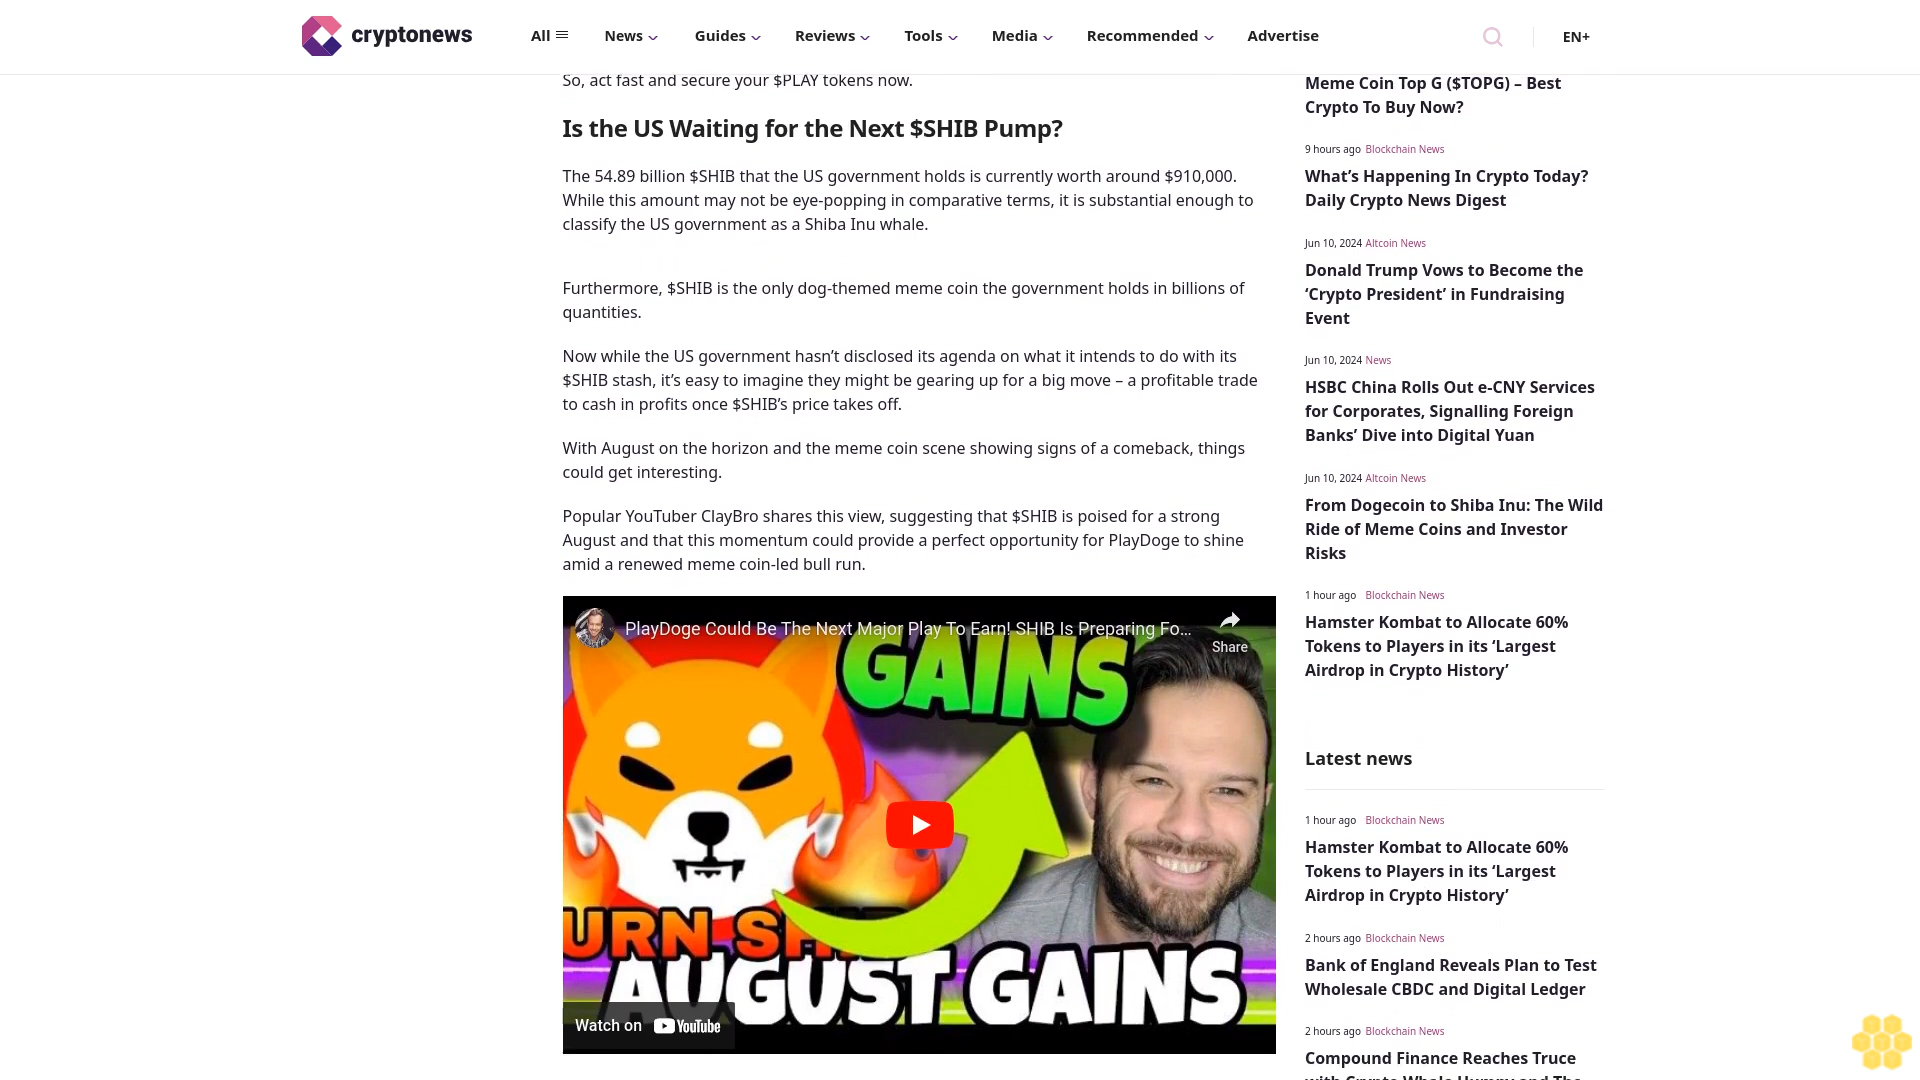 cryptonews
All
News
Guides
Reviews
Tools
Media
Recommended
Advertise
EN+
So, act fast and secure your $PLAY tokens now.
Is the US Waiting for the Next $SHIB Pump?
The 54.89 billion $SHIB that the US government holds is currently worth around $910,000.
While this amount may not be eye-popping in comparative terms, it is substantial enough to
classify the US government as a Shiba Inu whale.
Furthermore, $SHIB is the only dog-themed meme coin the government holds in billions of
quantities.
Now while the US government hasn’t disclosed its agenda on what it intends to do with its
$SHIB stash, it’s easy to imagine they might be gearing up for a big move – a profitable trade
to cash in profits once $SHIB’s price takes off.
With August on the horizon and the meme coin scene showing signs of a comeback, things
could get interesting.
Popular YouTuber ClayBro shares this view, suggesting that $SHIB is poised for a strong
August and that this momentum could provide a perfect opportunity for PlayDoge to shine
amid a renewed meme coin-led bull run.
PlayDoge Could Be The Next Major Play To Earn! SHIB Is Preparing Fo...
Share
GAINS
URN SH
AUGUST GAINS
Watch on YouTube
Meme Coin Top G ($TOPG) – Best
Crypto To Buy Now?
9 hours ago Blockchain News
What’s Happening In Crypto Today?
Daily Crypto News Digest
Jun 10, 2024 Altcoin News
Donald Trump Vows to Become the
‘Crypto President’ in Fundraising
Event
Jun 10, 2024 News
HSBC China Rolls Out e-CNY Services
for Corporates, Signalling Foreign
Banks’ Dive into Digital Yuan
Jun 10, 2024 Altcoin News
From Dogecoin to Shiba Inu: The Wild
Ride of Meme Coins and Investor
Risks
1 hour ago Blockchain News
Hamster Kombat to Allocate 60%
Tokens to Players in its ‘Largest
Airdrop in Crypto History’
Latest news
1 hour ago Blockchain News
Hamster Kombat to Allocate 60%
Tokens to Players in its ‘Largest
Airdrop in Crypto History’
2 hours ago Blockchain News
Bank of England Reveals Plan to Test
Wholesale CBDC and Digital Ledger
2 hours ago Blockchain News
Compound Finance Reaches Truce
with Crypto Whale Humpy and The